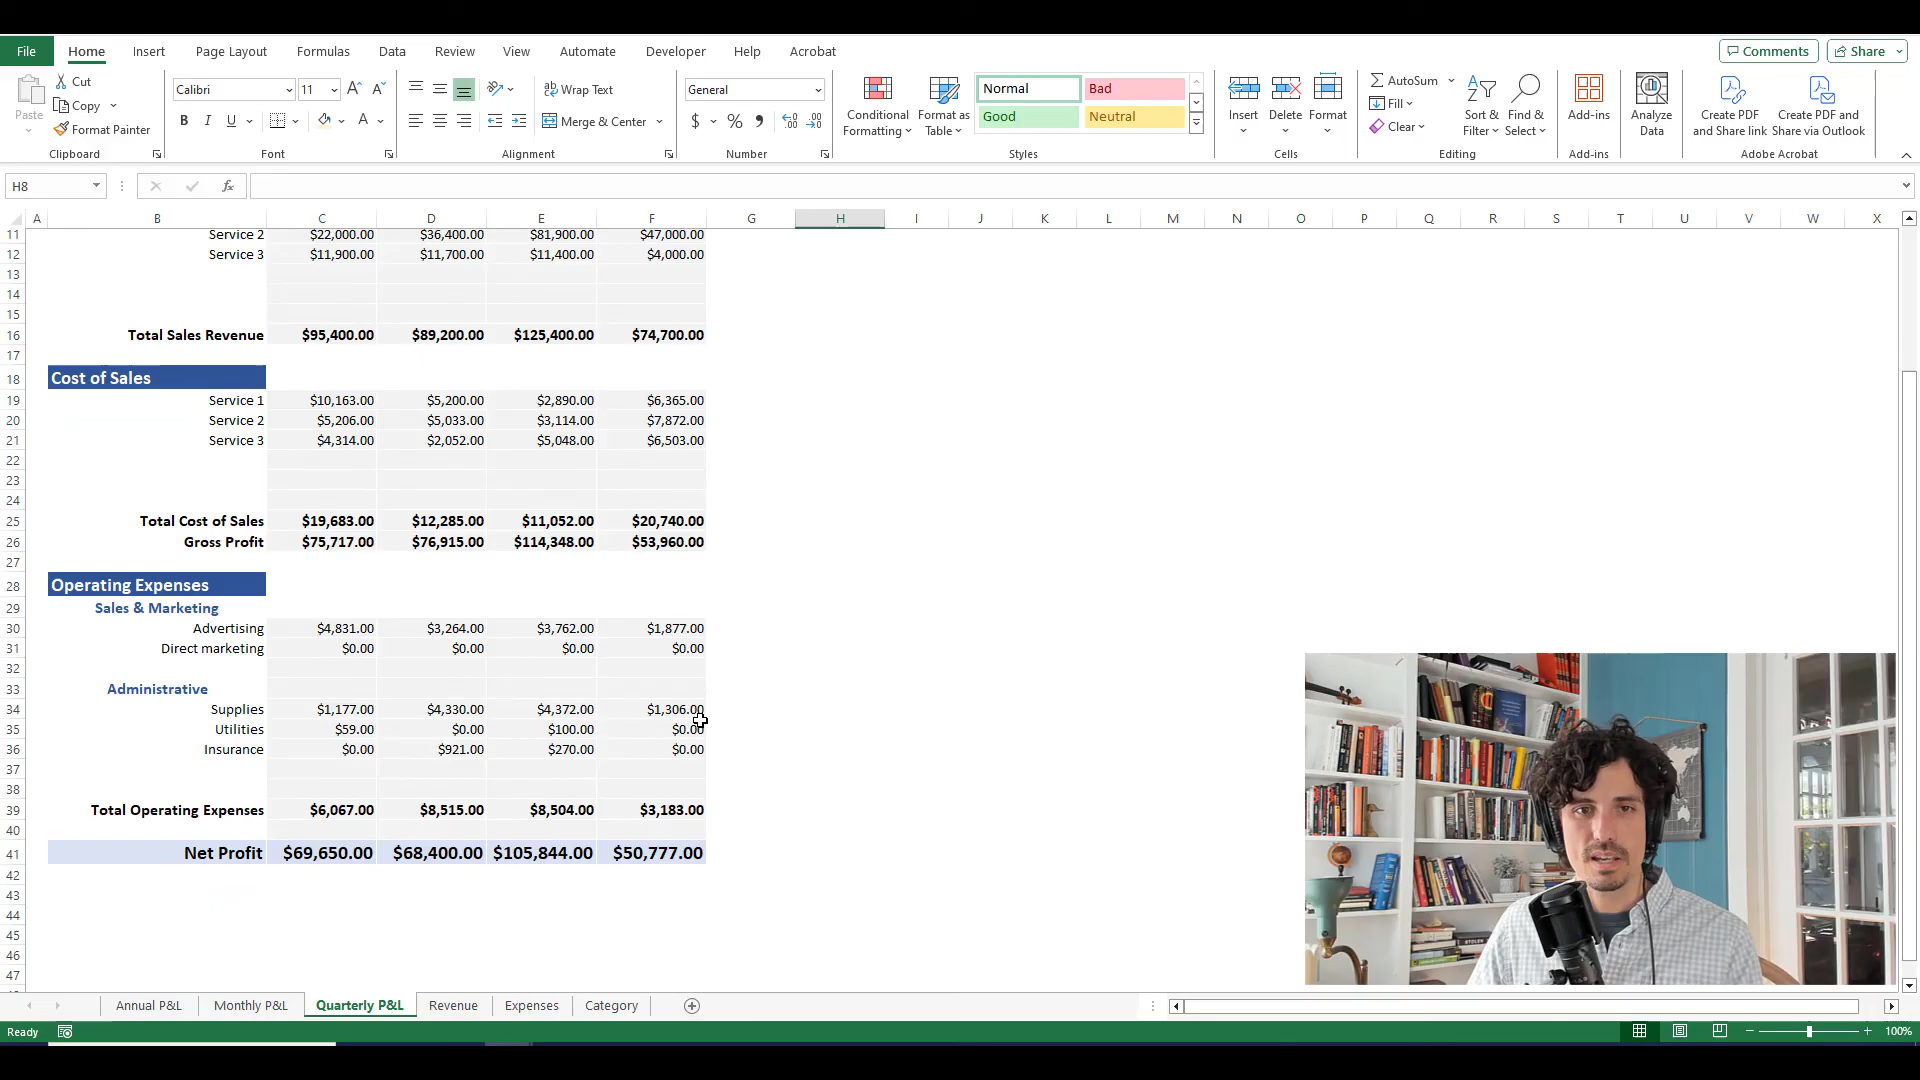 File Home Insert Page Layout Formulas Data Review View Automate Developer Help Acrobat Comments Share
Paste Cut Copy Format Painter Clipboard
Calibri 11 A A B I U A Font
ab Wrap Text Merge & Center Alignment
General $ % 9 Number
Conditional Formatting Format as Table Normal Bad Good Neutral Styles
Insert Delete Format Cells
AutoSum Fill Clear Sort & Filter Find & Select Editing
Add-ins Add-ins
Analyze Data
Create PDF and Share link Create PDF and Share via Outlook Adobe Acrobat
H8 fx
A B C D E F G H I J K L M N O P Q R S T U V W X
11 Service 2 $22,000.00 $36,400.00 $81,900.00 $47,000.00
12 Service 3 $11,900.00 $11,700.00 $11,400.00 $4,000.00
13
14
15
16 Total Sales Revenue $95,400.00 $89,200.00 $125,400.00 $74,700.00
17
18 Cost of Sales
19 Service 1 $10,163.00 $5,200.00 $2,890.00 $6,365.00
20 Service 2 $5,206.00 $5,033.00 $3,114.00 $7,872.00
21 Service 3 $4,314.00 $2,052.00 $5,048.00 $6,503.00
22
23
24
25 Total Cost of Sales $19,683.00 $12,285.00 $11,052.00 $20,740.00
26 Gross Profit $75,717.00 $76,915.00 $114,348.00 $53,960.00
27
28 Operating Expenses
29 Sales & Marketing
30 Advertising $4,831.00 $3,264.00 $3,762.00 $1,877.00
31 Direct marketing $0.00 $0.00 $0.00 $0.00
32
33 Administrative
34 Supplies $1,177.00 $4,330.00 $4,372.00 $1,306.00
35 Utilities $59.00 $0.00 $100.00 $0.00
36 Insurance $0.00 $921.00 $270.00 $0.00
37
38
39 Total Operating Expenses $6,067.00 $8,515.00 $8,504.00 $3,183.00
40
41 Net Profit $69,650.00 $68,400.00 $105,844.00 $50,777.00
42
43
44
45
46
47
Annual P&L Monthly P&L Quarterly P&L Revenue Expenses Category
Ready 100%